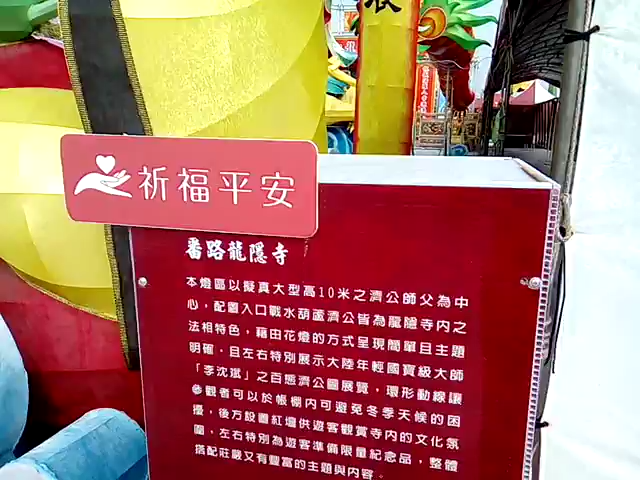 祈福平安
番路龍隱寺
本燈區以擬真大型高10米之濟公師父為中
心，配置入口戰水葫蘆濟公皆為龍隱寺內之
法相特色，藉由花燈的方式呈現簡單且主題
明確，且左右特別展示大陸年輕國寶級大師
「李沈斌」之百態濟公圖展覽，環形動線讓
參觀者可以於帳棚內可避免冬季天候的困
擾，後方設置紅壇供遊客觀賞寺內的文化氛
圍，左右特別為遊客準備限量紀念品，整體
搭配莊嚴又有豐富的主題與內容。